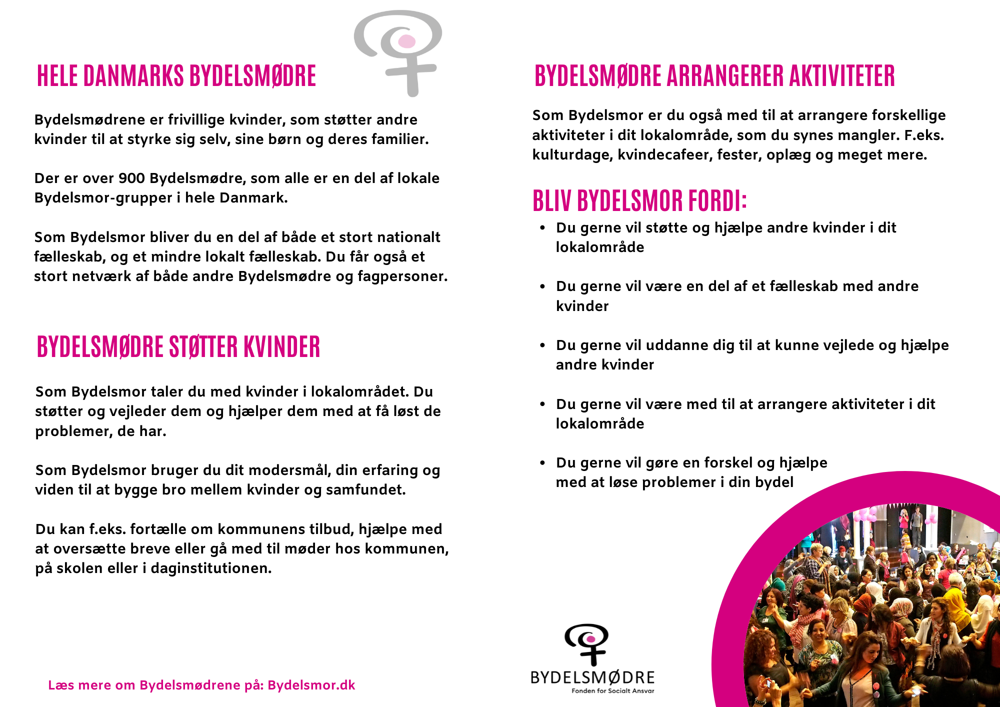 HELE DANMARKS BYDELSMØDRE
Bydelsmødrene er frivillige kvinder, som støtter andre
kvinder til at styrke sig selv, sine børn og deres familier.
Der er over 900 Bydelsmødre, som alle er en del af lokale
Bydelsmor-grupper i hele Danmark.
Som Bydelsmor bliver du en del af både et stort nationalt
fælleskab, og et mindre lokalt fælleskab. Du får også et
stort netværk af både andre Bydelsmødre og fagpersoner.
BYDELSMØDRE STØTTER KVINDER
Som Bydelsmor taler du med kvinder i lokalområdet. Du
støtter og vejleder dem og hjælper dem med at få løst de
problemer, de har.
Som Bydelsmor bruger du dit modersmål, din erfaring og
viden til at bygge bro mellem kvinder og samfundet.
Du kan f.eks. fortælle om kommunens tilbud, hjælpe med
at oversætte breve eller gå med til møder hos kommunen,
på skolen eller i daginstitutionen.
Læs mere om Bydelsmødrene på: Bydelsmor.dk
BYDELSMØDRE ARRANGERER AKTIVITETER
Som Bydelsmor er du også med til at arrangere forskellige
aktiviteter i dit lokalområde, som du synes mangler. F.eks.
kulturdage, kvindecafeer, fester, oplæg og meget mere.
BLIV BYDELSMOR FORDI:
• Du gerne vil støtte og hjælpe andre kvinder i dit
lokalområde
• Du gerne vil være en del af et fælleskab med andre
kvinder
• Du gerne vil uddanne dig til at kunne vejlede og hjælpe
andre kvinder
• Du gerne vil være med til at arrangere aktiviteter i dit
lokalområde
• Du gerne vil gøre en forskel og hjælpe
med at løse problemer i din bydel
BYDELSMØDRE
Fonden for Socialt Ansvar